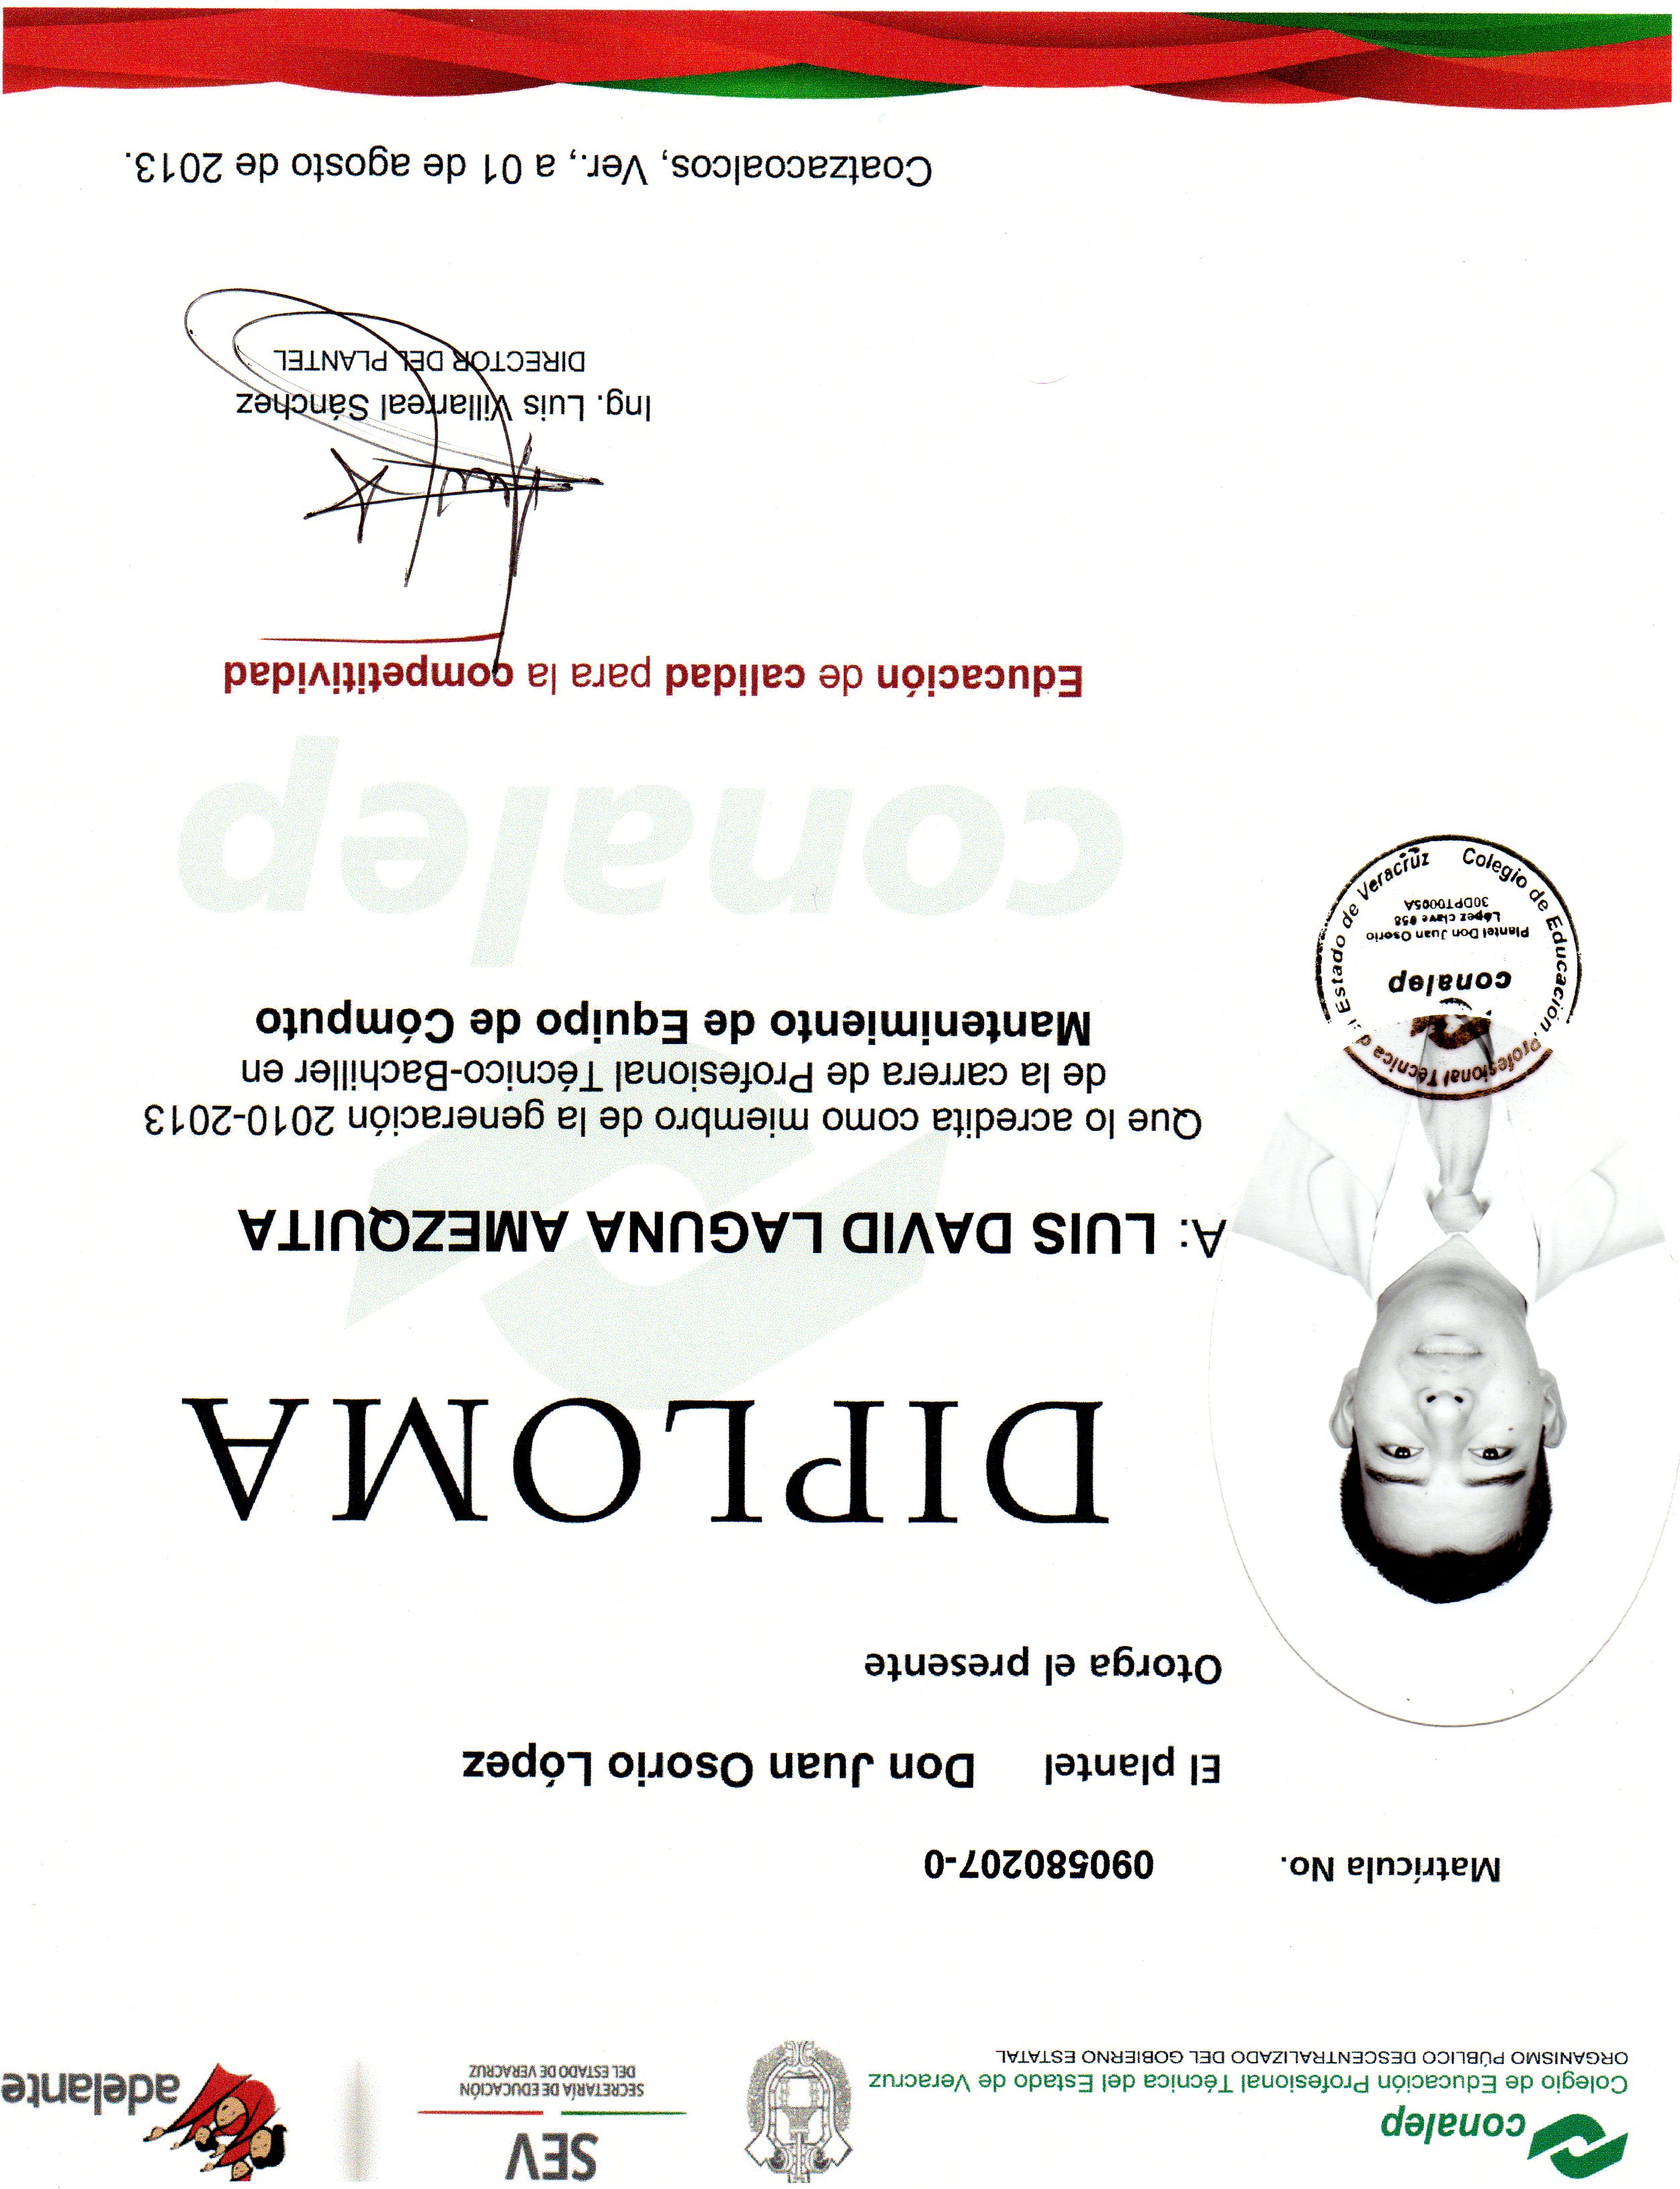 conalep
Colegio de Educación Profesional Técnica del Estado de Veracruz
ORGANISMO PÚBLICO DESCENTRALIZADO DEL GOBIERNO ESTATAL
SEV
SECRETARÍA DE EDUCACIÓN
DEL ESTADO DE VERACRUZ
adelante
Matrícula No. 090580207-0
El plantel Don Juan Osorio López
Otorga el presente
DIPLOMA
A: LUIS DAVID LAGUNA AMEZQUITA
Que lo acredita como miembro de la generación 2010-2013
de la carrera de Profesional Técnico-Bachiller en
Mantenimiento de Equipo de Cómputo
Colegio de Educación Profesional Técnica del Estado de Veracruz
conalep
Plantel Don Juan Osorio
López clave 058
30DPT0005A
conalep
Educación de calidad para la competitividad
Ing. Luis Villarreal Sánchez
DIRECTOR DEL PLANTEL
Coatzacoalcos, Ver., a 01 de agosto de 2013.